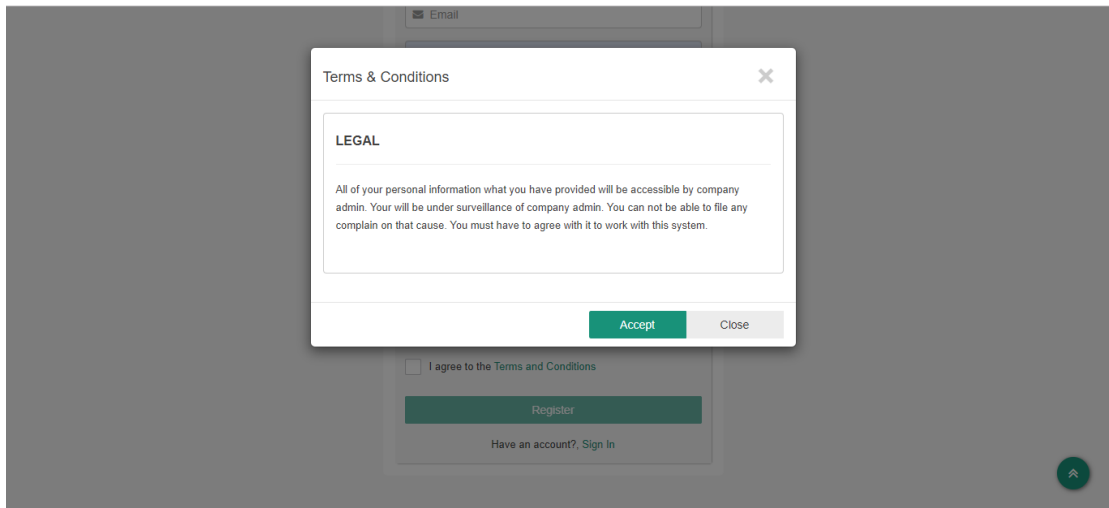 Email
Terms & Conditions
LEGAL
All of your personal information what you have provided will be accessible by company
admin. Your will be under surveillance of company admin. You can not be able to file any
complain on that cause. You must have to agree with it to work with this system.
Accept
Close
I agree to the Terms and Conditions
Register
Have an account?, Sign In